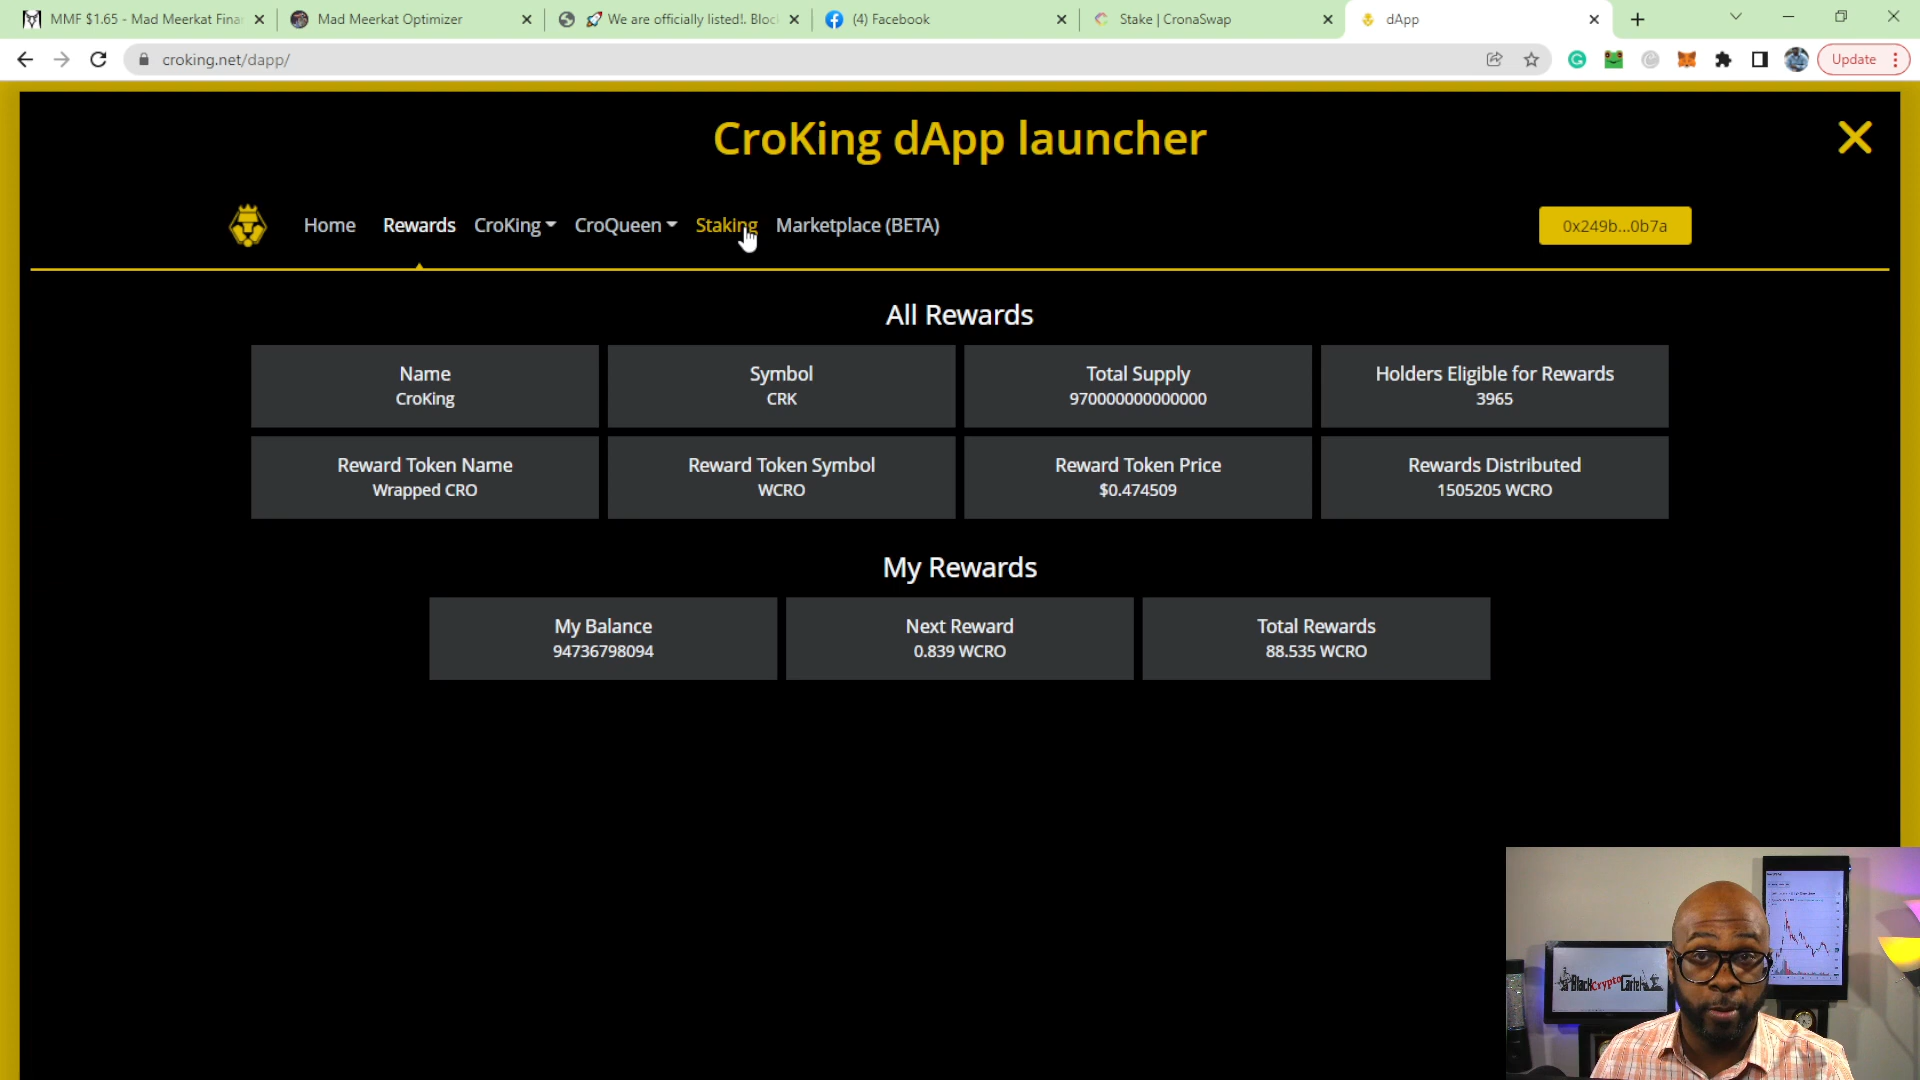 MMF $1.65 - Mad Meerkat Finan
Mad Meerkat Optimizer
🚀 We are officially listed!. Bloc
(4) Facebook
Stake | CronaSwap
dApp
croking.net/dapp/
Update
CroKing dApp launcher
Home
Rewards
CroKing
CroQueen
Staking
Marketplace (BETA)
0x249b...0b7a
All Rewards
Name
CroKing
Symbol
CRK
Total Supply
970000000000000
Holders Eligible for Rewards
3965
Reward Token Name
Wrapped CRO
Reward Token Symbol
WCRO
Reward Token Price
$0.474509
Rewards Distributed
1505205 WCRO
My Rewards
My Balance
94736798094
Next Reward
0.839 WCRO
Total Rewards
88.535 WCRO
BlackCryptoCartel